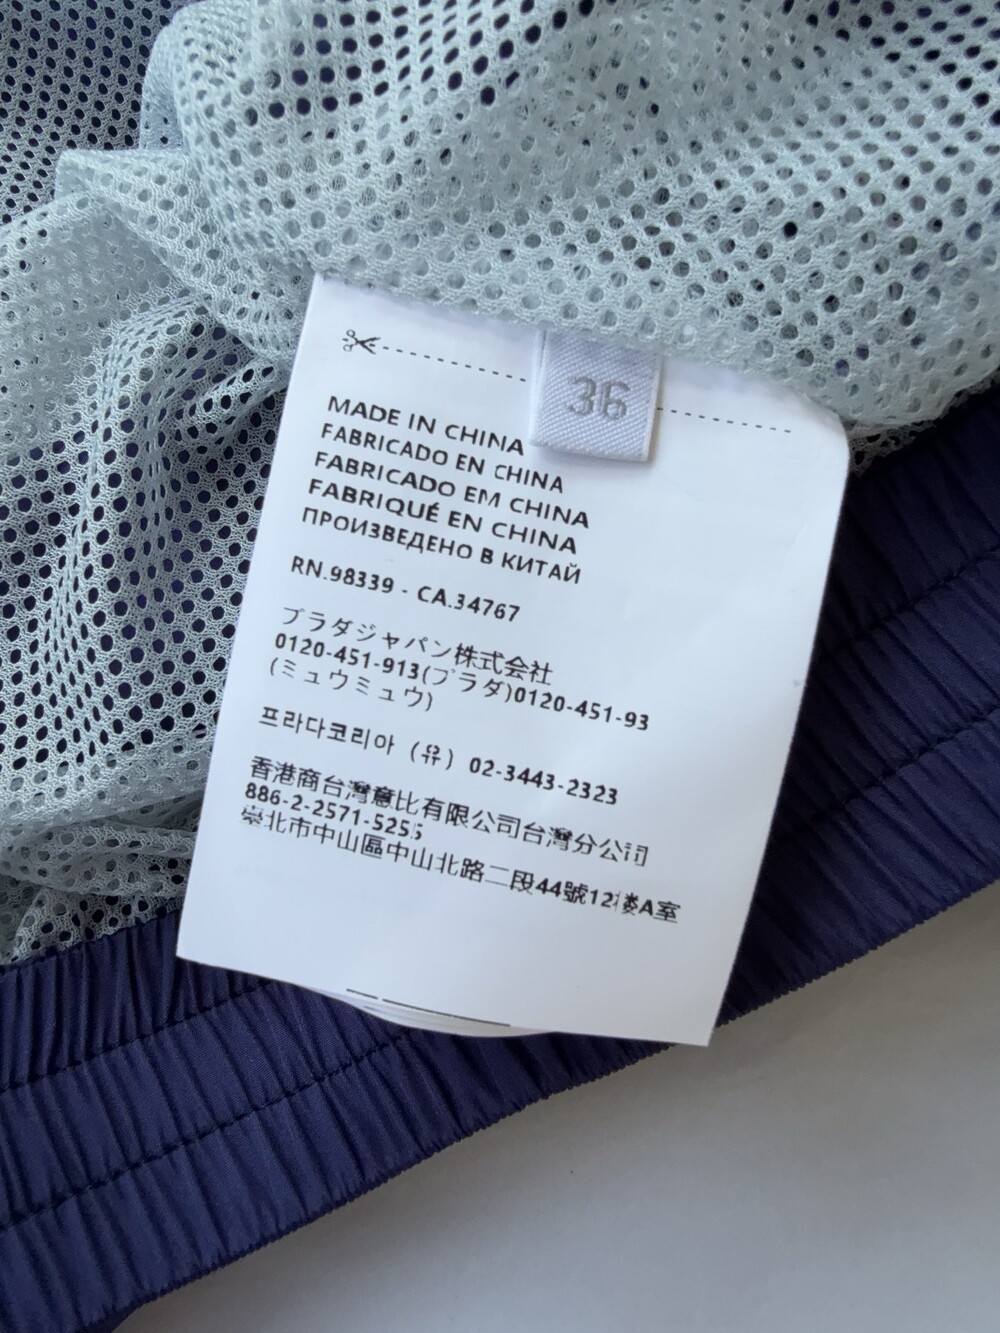 36
MADE IN CHINA
FABRICADO EN CHINA
FABRICADO EM CHINA
FABRIQUÉ EN CHINA
ПРОИЗВЕДЕНО В КИТАЙ
RN.98339 - CA.34767
プラダジャパン株式会社
0120-451-913(プラダ)0120-451-93
(ミュウミュウ)
프라다코리아 (유) 02-3443-2323
香港商台灣意比有限公司台灣分公司
886-2-2571-5255
臺北市中山區中山北路二段44號12樓A室